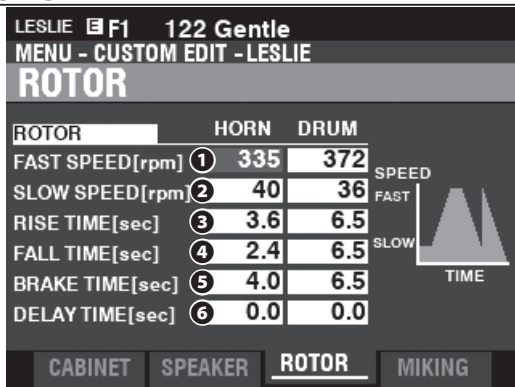 LESLIE E F1 122 Gentle
MENU - CUSTOM EDIT - LESLIE
ROTOR
ROTOR HORN DRUM
FAST SPEED[rpm] 1 335 372
SLOW SPEED[rpm] 2 40 36
RISE TIME[sec] 3 3.6 6.5
FALL TIME[sec] 4 2.4 6.5
BRAKE TIME[sec] 5 4.0 6.5
DELAY TIME[sec] 6 0.0 0.0
SPEED
FAST
SLOW
TIME
CABINET SPEAKER ROTOR MIKING